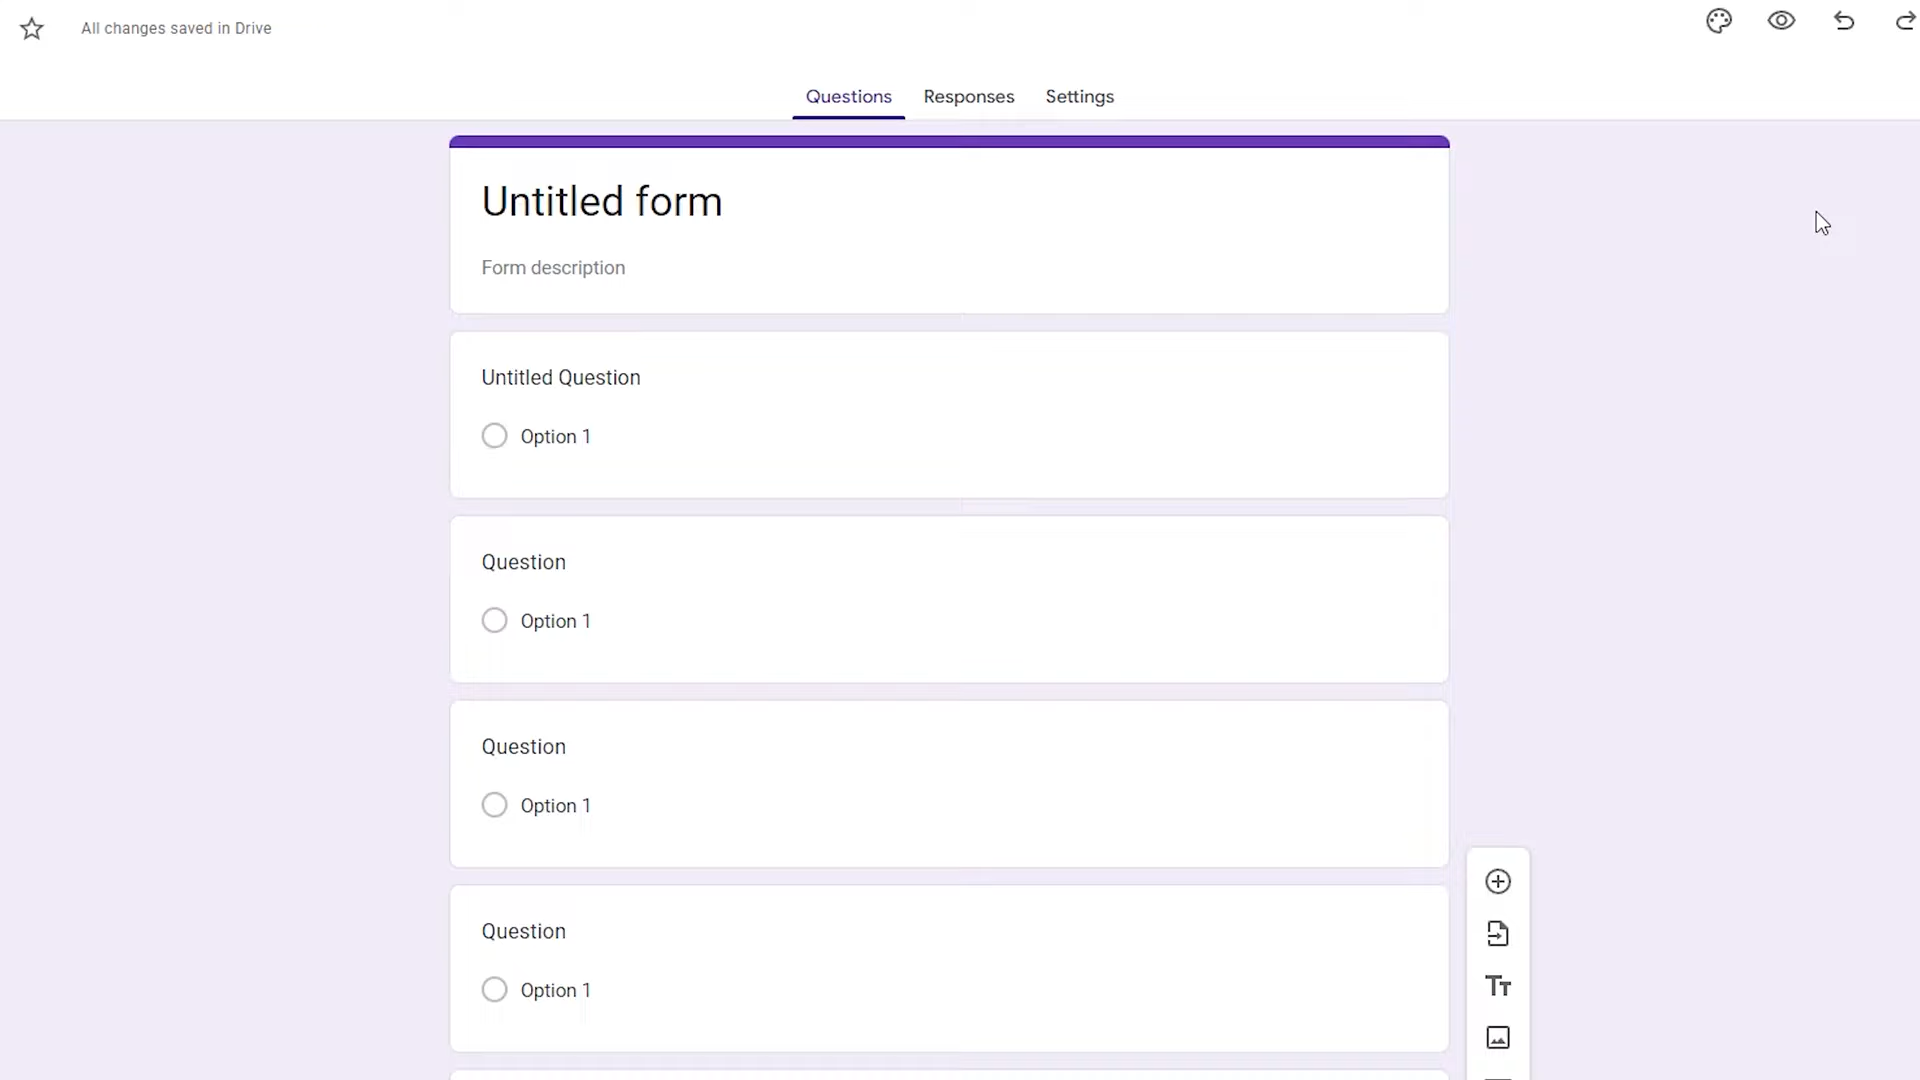 All changes saved in Drive
Questions Responses Settings
Untitled form
Form description
Untitled Question
Option 1
Question
Option 1
Question
Option 1
Question
Option 1
Tт